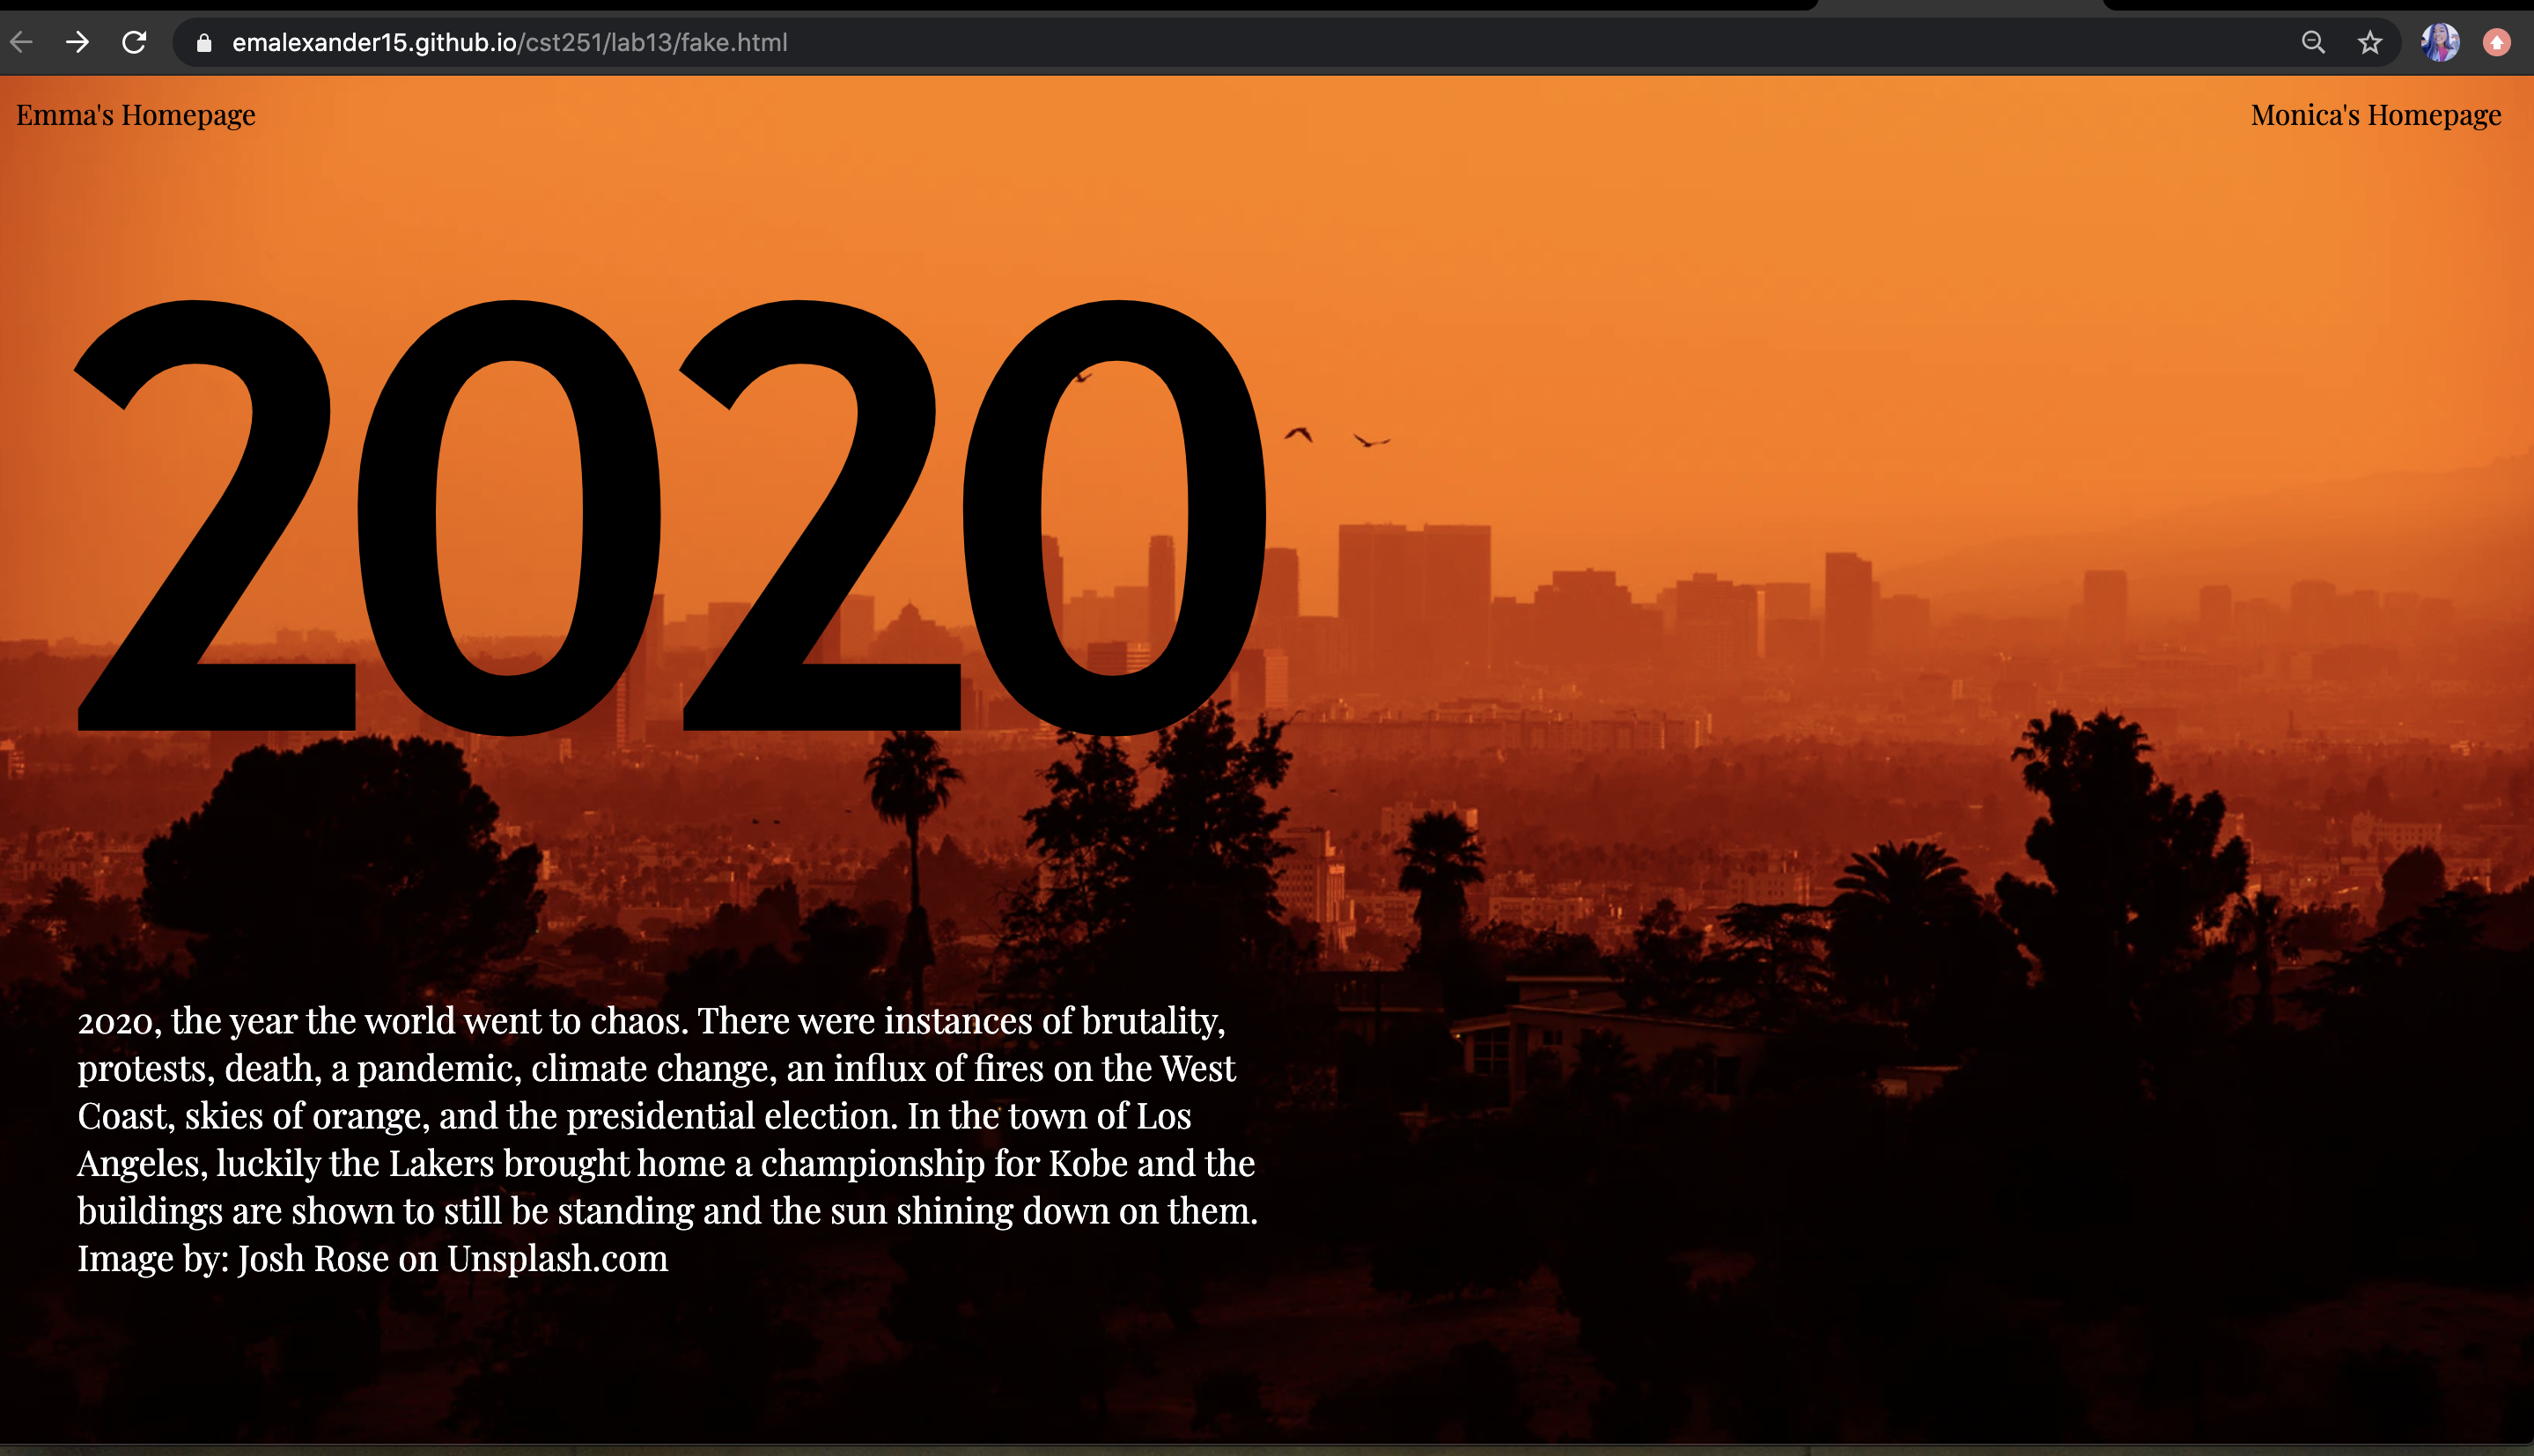 emalexander15.github.io/cst251/lab13/fake.html
Emma's Homepage
Monica's Homepage
2020
2020, the year the world went to chaos. There were instances of brutality,
protests, death, a pandemic, climate change, an influx of fires on the West
Coast, skies of orange, and the presidential election. In the town of Los
Angeles, luckily the Lakers brought home a championship for Kobe and the
buildings are shown to still be standing and the sun shining down on them.
Image by: Josh Rose on Unsplash.com